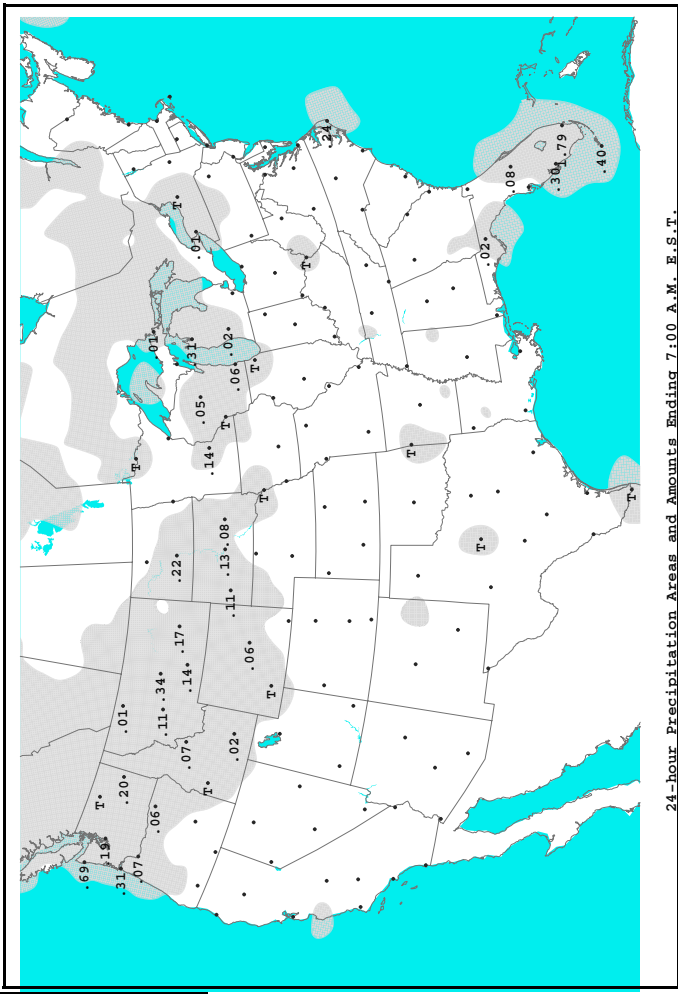 .69
T
.19
.31
.01
.20
T
.07
.01
.06
.34
.11
.22
T
.17
.07
.14
.31
.01
.05
T
.14
.13
.08
T
.02
.11
.02
.06
.06
T
T
T
T
.24
T
T
.02
.08
.30
1.79
.40
T
24-hour Precipitation Areas and Amounts Ending 7:00 A.M. E.S.T.